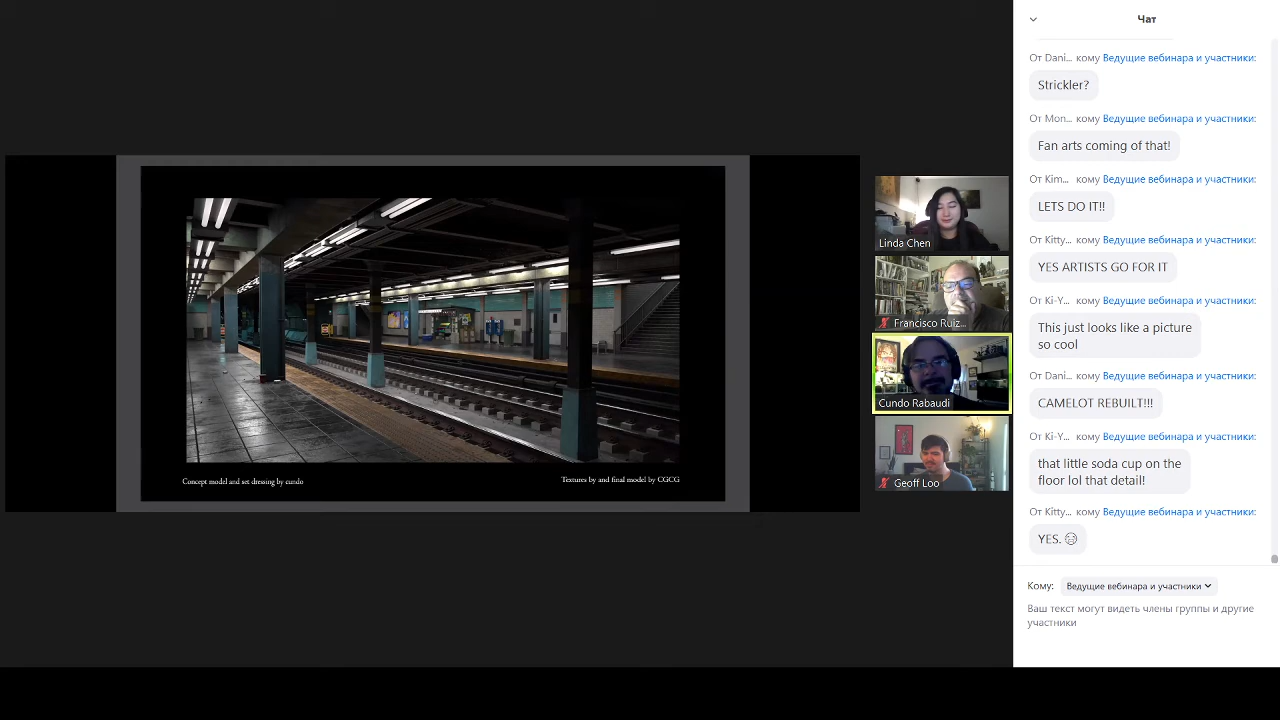 Concept model and set dressing by cundo
Textures by and final model by CGCG
Linda Chen
Francisco Ruiz...
Cundo Rabaudi
Geoff Loo
Чат
От Dani... кому Ведущие вебинара и участники:
Strickler?
От Mon... кому Ведущие вебинара и участники:
Fan arts coming of that!
От Kim... кому Ведущие вебинара и участники:
LETS DO IT!!
От Kitty... кому Ведущие вебинара и участники:
YES ARTISTS GO FOR IT
От Ki-Y... кому Ведущие вебинара и участники:
This just looks like a picture
so cool
От Dani... кому Ведущие вебинара и участники:
CAMELOT REBUILT!!!
От Ki-Y... кому Ведущие вебинара и участники:
that little soda cup on the
floor lol that detail!
От Kitty... кому Ведущие вебинара и участники:
YES. 😂
Кому: Ведущие вебинара и участники
Ваш текст могут видеть члены группы и другие
участники